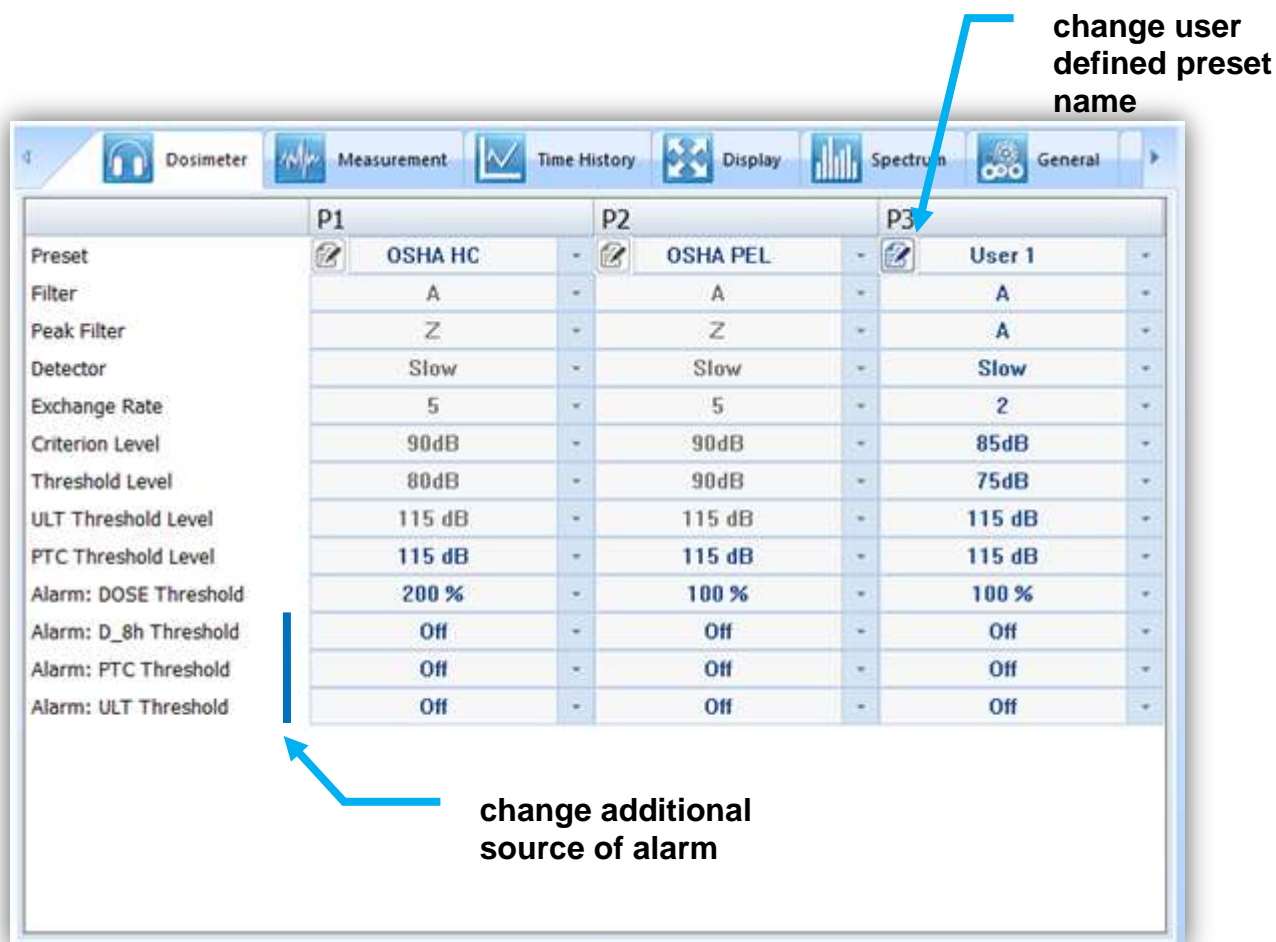 change user
defined preset
name
Dosimeter Measurement Time History Display Spectrum General
P1 P2 P3
Preset OSHA HC OSHA PEL User 1
Filter A A A
Peak Filter Z Z A
Detector Slow Slow Slow
Exchange Rate 5 5 2
Criterion Level 90dB 90dB 85dB
Threshold Level 80dB 90dB 75dB
ULT Threshold Level 115 dB 115 dB 115 dB
PTC Threshold Level 115 dB 115 dB 115 dB
Alarm: DOSE Threshold 200 % 100 % 100 %
Alarm: D_8h Threshold Off Off Off
Alarm: PTC Threshold Off Off Off
Alarm: ULT Threshold Off Off Off
change additional
source of alarm